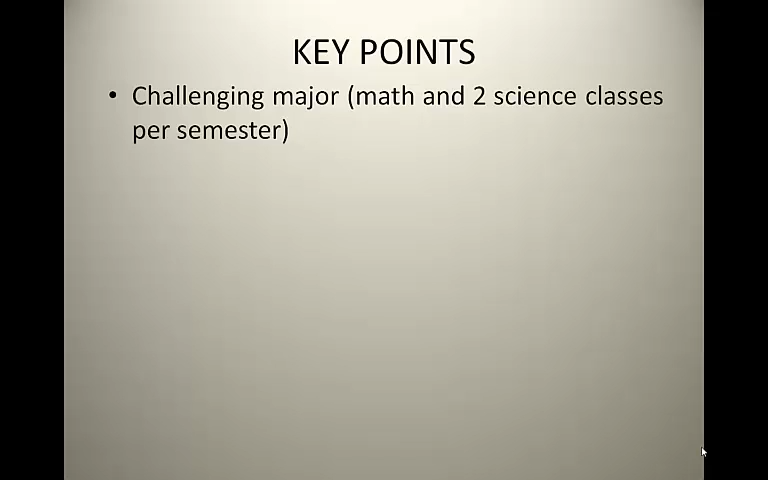 KEY POINTS
• Challenging major (math and 2 science classes
per semester)